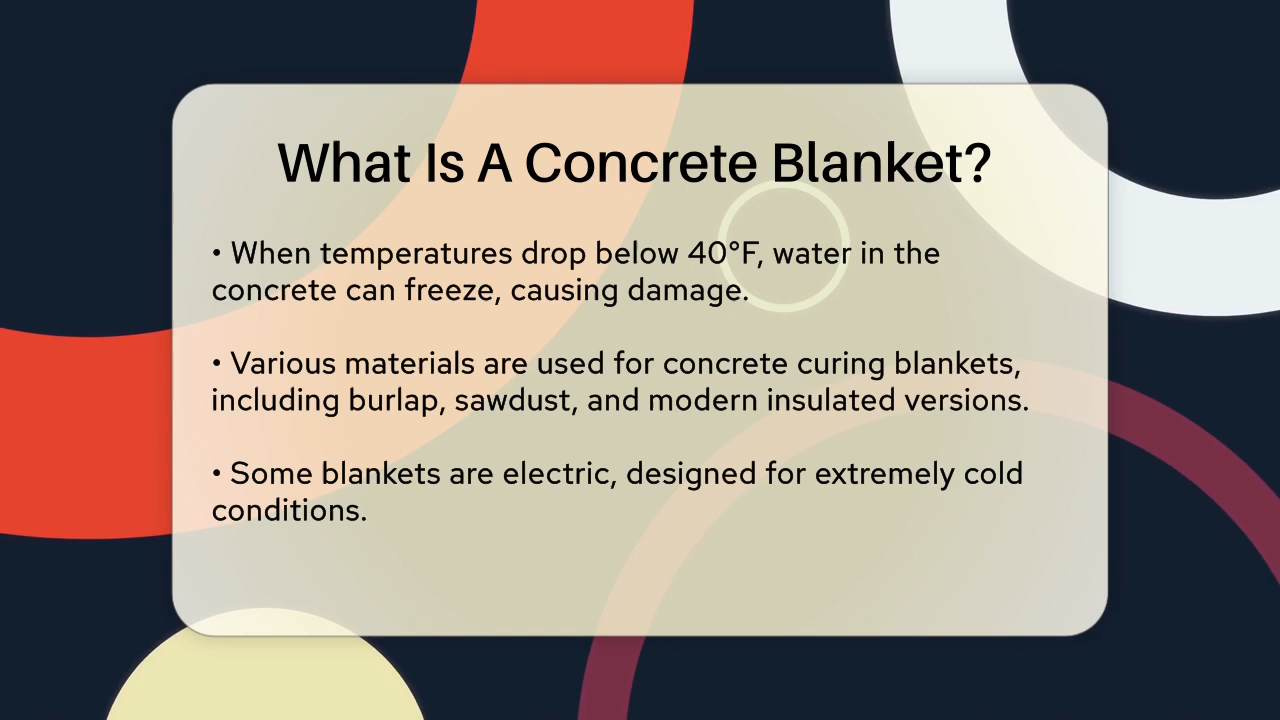 What Is A Concrete Blanket?
• When temperatures drop below 40°F, water in the
concrete can freeze, causing damage.
• Various materials are used for concrete curing blankets,
including burlap, sawdust, and modern insulated versions.
• Some blankets are electric, designed for extremely cold
conditions.